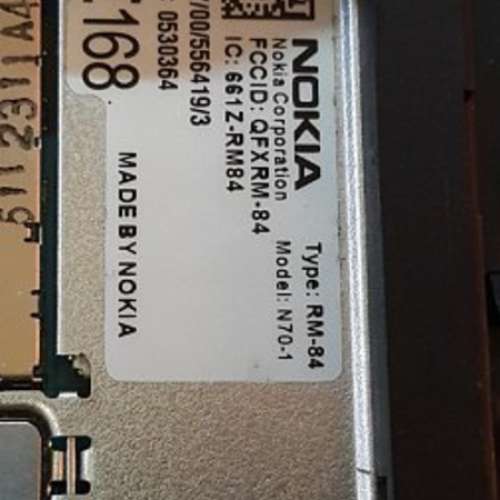 NOKIA
Type: RM-84
Nokia Corporation
Model: N70-1
FCCID: QFXRM-84
IC: 661Z-RM84
/00/556419/3
0530364
MADE BY NOKIA
168